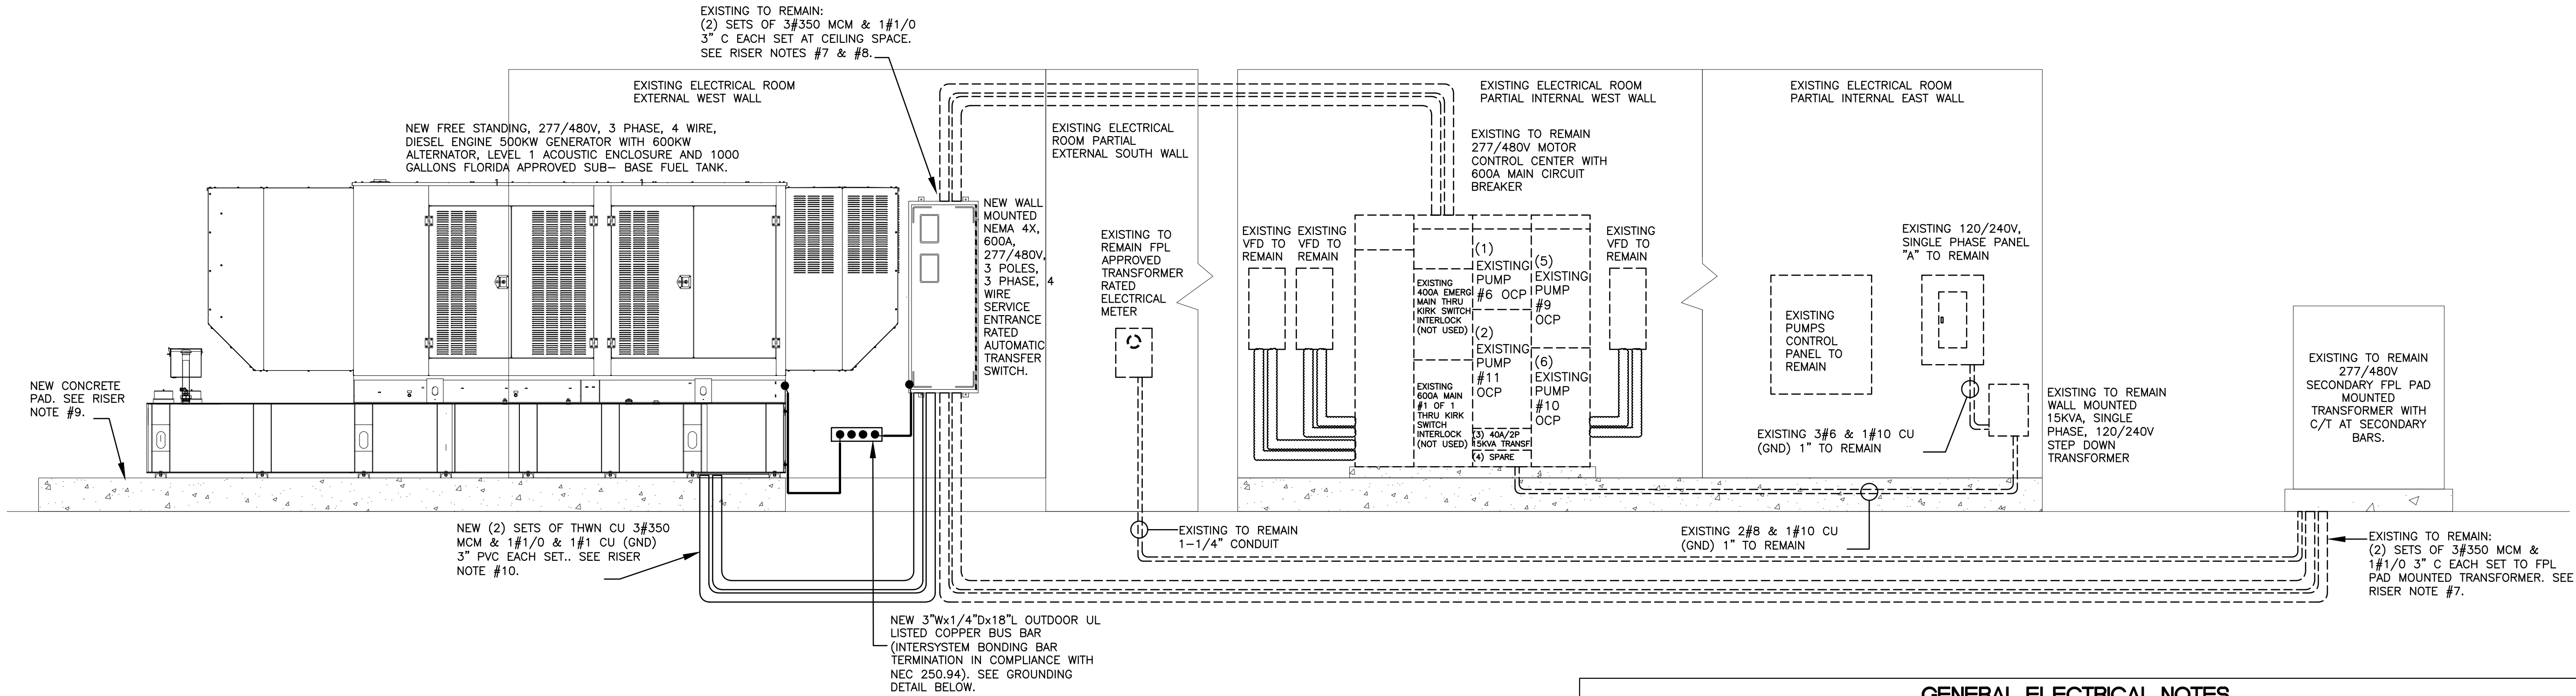 EXISTING TO REMAIN:
(2) SETS OF 3#350 MCM & 1#1/0
3" C EACH SET AT CEILING SPACE.
SEE RISER NOTES #7 & #8.
EXISTING ELECTRICAL ROOM
EXTERNAL WEST WALL
NEW FREE STANDING, 277/480V, 3 PHASE, 4 WIRE,
DIESEL ENGINE 500KW GENERATOR WITH 600KW
ALTERNATOR, LEVEL 1 ACOUSTIC ENCLOSURE AND 1000
GALLONS FLORIDA APPROVED SUB- BASE FUEL TANK.
NEW WALL
MOUNTED
NEMA 4X,
600A,
277/480V,
3 POLES,
3 PHASE, 4
WIRE
SERVICE
ENTRANCE
RATED
AUTOMATIC
TRANSFER
SWITCH.
EXISTING ELECTRICAL
ROOM PARTIAL
EXTERNAL SOUTH WALL
EXISTING TO
REMAIN FPL
APPROVED
TRANSFORMER
RATED
ELECTRICAL
METER
EXISTING ELECTRICAL ROOM
PARTIAL INTERNAL WEST WALL
EXISTING TO REMAIN
277/480V MOTOR
CONTROL CENTER WITH
600A MAIN CIRCUIT
BREAKER
EXISTING
VFD TO
REMAIN
EXISTING
VFD TO
REMAIN
EXISTING
400A EMERG
MAIN THRU
KIRK SWITCH
INTERLOCK
(NOT USED)
EXISTING
600A MAIN
#1 OF 1
THRU KIRK
SWITCH
INTERLOCK
(NOT USED)
(1)
EXISTING
PUMP
#6 OCP
(2)
EXISTING
PUMP
#11
OCP
(3) 40A/2P
15KVA TRANSF
(4) SPARE
(5)
EXISTING
PUMP
#9
OCP
(6)
EXISTING
PUMP
#10
OCP
EXISTING
VFD TO
REMAIN
EXISTING ELECTRICAL ROOM
PARTIAL INTERNAL EAST WALL
EXISTING
PUMPS
CONTROL
PANEL TO
REMAIN
EXISTING 120/240V,
SINGLE PHASE PANEL
"A" TO REMAIN
EXISTING 3#6 & 1#10 CU
(GND) 1" TO REMAIN
EXISTING TO REMAIN
WALL MOUNTED
15KVA, SINGLE
PHASE, 120/240V
STEP DOWN
TRANSFORMER
EXISTING TO REMAIN
277/480V
SECONDARY FPL PAD
MOUNTED
TRANSFORMER WITH
C/T AT SECONDARY
BARS.
NEW CONCRETE
PAD. SEE RISER
NOTE #9.
NEW (2) SETS OF THWN CU 3#350
MCM & 1#1/0 & 1#1 CU (GND)
3" PVC EACH SET.. SEE RISER
NOTE #10.
EXISTING TO REMAIN
1-1/4" CONDUIT
EXISTING 2#8 & 1#10 CU
(GND) 1" TO REMAIN
EXISTING TO REMAIN:
(2) SETS OF 3#350 MCM &
1#1/0 3" C EACH SET TO FPL
PAD MOUNTED TRANSFORMER. SEE
RISER NOTE #7.
NEW 3"Wx1/4"Dx18"L OUTDOOR UL
LISTED COPPER BUS BAR
(INTERSYSTEM BONDING BAR
TERMINATION IN COMPLIANCE WITH
NEC 250.94). SEE GROUNDING
DETAIL BELOW.
GENERAL ELECTRICAL NOTES